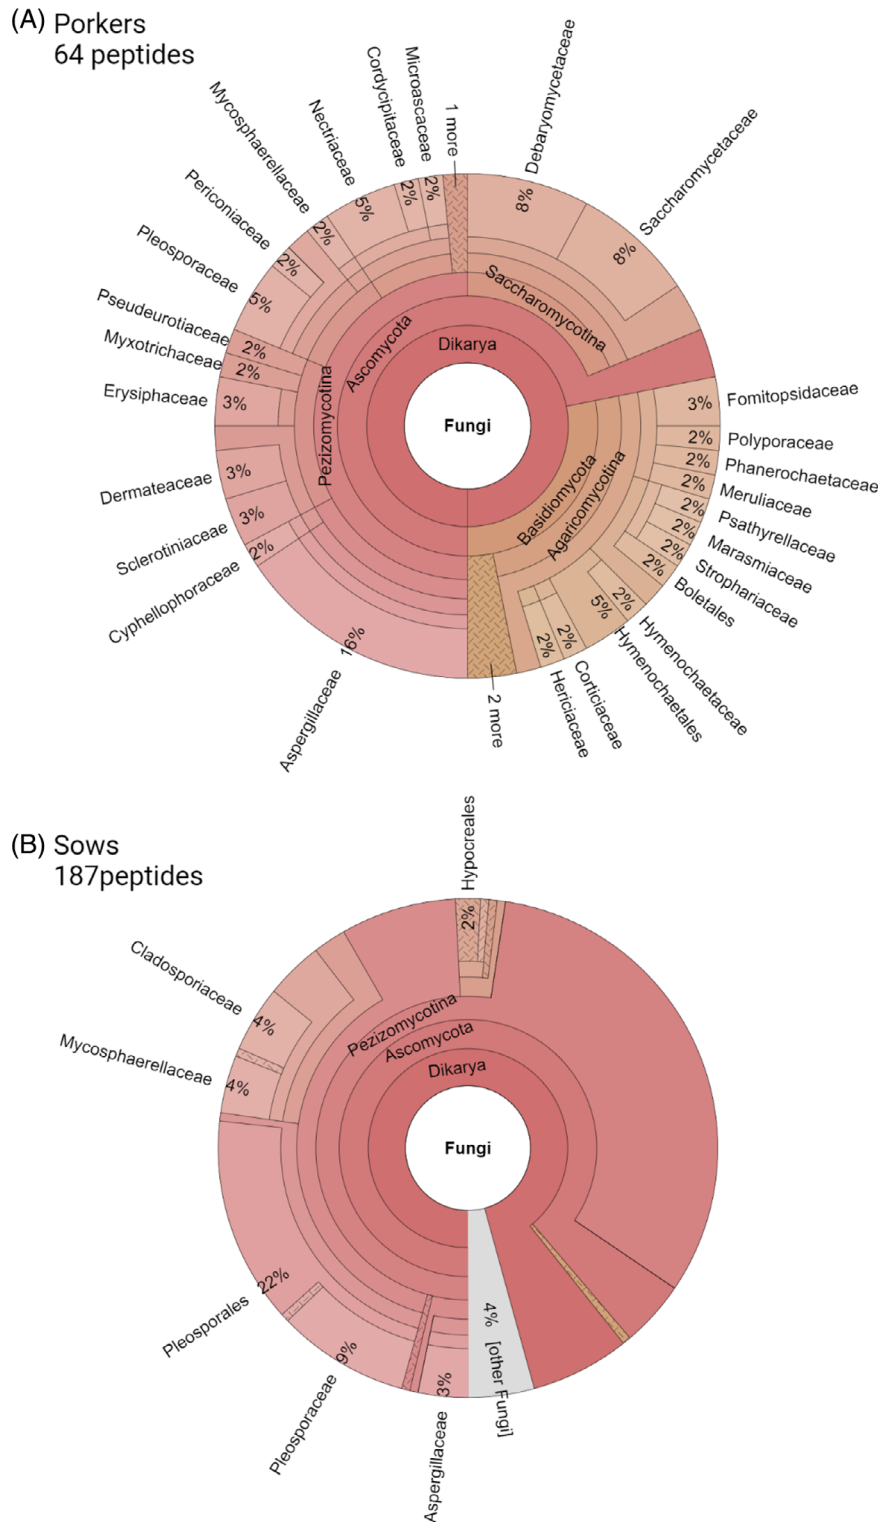 (A) Porkers
64 peptides
Debaryomycetaceae
8%
Saccharomycetaceae
8%
Saccharomycotina
1 more
Microascaceae
2%
Cordycipitaceae
2%
Nectriaceae
5%
Mycosphaerellaceae
2%
Periconiaceae
2%
Pleosporaceae
5%
Pseudeurotiaceae
2%
Myxotrichaceae
2%
Erysiphaceae
3%
Dermateaceae
3%
Sclerotiniaceae
3%
Cyphellophoraceae
2%
Aspergillaceae
16%
Pezizomycotina
Ascomycota
Dikarya
Fungi
Basidiomycota
Agaricomycotina
Fomitopsidaceae
3%
Polyporaceae
2%
Phanerochaetaceae
2%
Meruliaceae
2%
Psathyrellaceae
2%
Marasmiaceae
2%
Strophariaceae
2%
Boletales
2%
Hymenochaetaceae
2%
Hymenochaetales
5%
Corticiaceae
2%
Hericiaceae
2%
2 more
(B) Sows
187peptides
Hypocreales
2%
Cladosporiaceae
4%
Mycosphaerellaceae
4%
Pezizomycotina
Ascomycota
Dikarya
Fungi
Pleosporales
22%
Pleosporaceae
9%
Aspergillaceae
3%
4% [other Fungi]